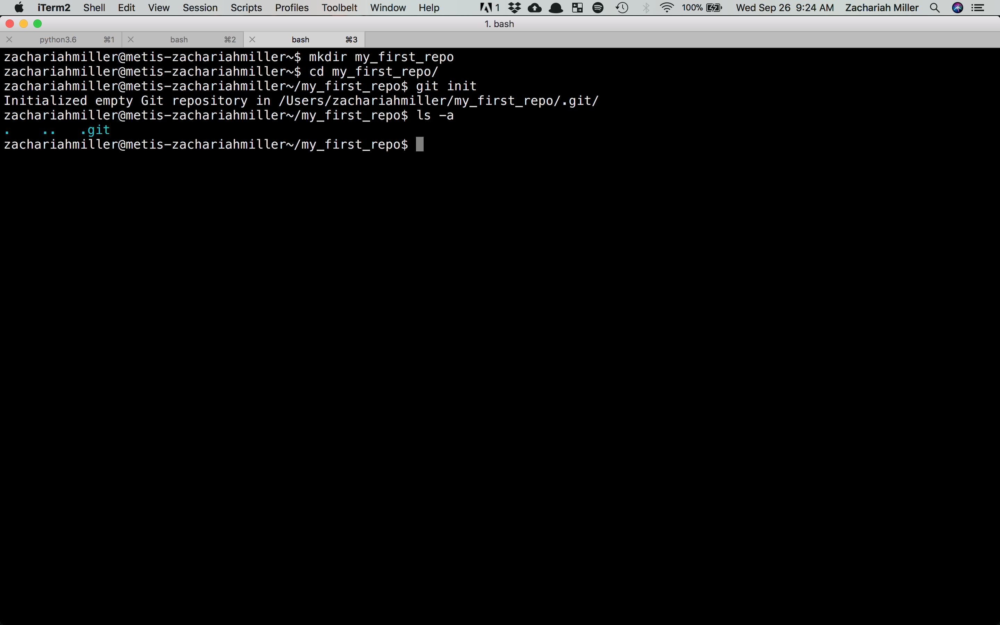 iTerm2 Shell Edit View Session Scripts Profiles Toolbelt Window Help 1 100% Wed Sep 26 9:24 AM Zachariah Miller
1. bash
python3.6 ⌘1 bash ⌘2 bash ⌘3
zachariahmiller@metis-zachariahmiller~$ mkdir my_first_repo
zachariahmiller@metis-zachariahmiller~$ cd my_first_repo/
zachariahmiller@metis-zachariahmiller~/my_first_repo$ git init
Initialized empty Git repository in /Users/zachariahmiller/my_first_repo/.git/
zachariahmiller@metis-zachariahmiller~/my_first_repo$ ls -a
. .. .git
zachariahmiller@metis-zachariahmiller~/my_first_repo$